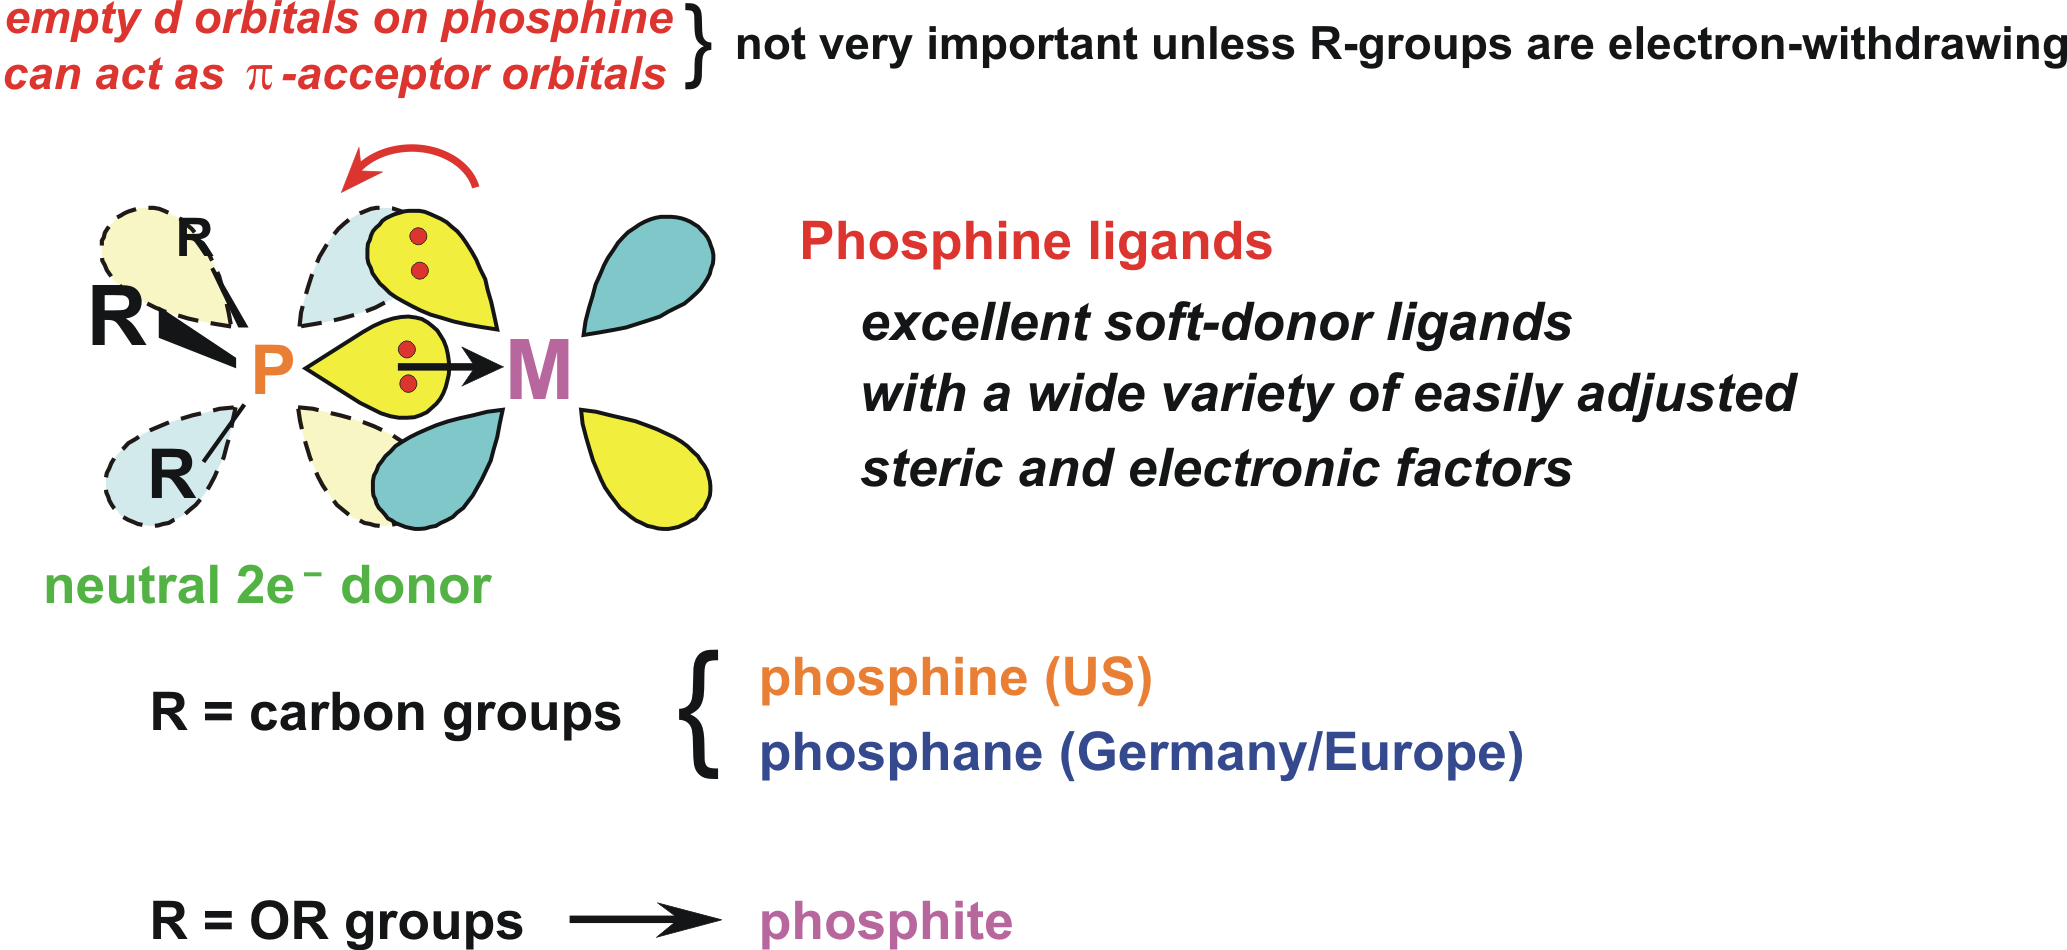 empty d orbitals on phosphine
can act as π-acceptor orbitals
} not very important unless R-groups are electron-withdrawing
R
R
P
M
R
Phosphine ligands
excellent soft-donor ligands
with a wide variety of easily adjusted
steric and electronic factors
neutral 2e⁻ donor
R = carbon groups {
phosphine (US)
phosphane (Germany/Europe)
R = OR groups → phosphite